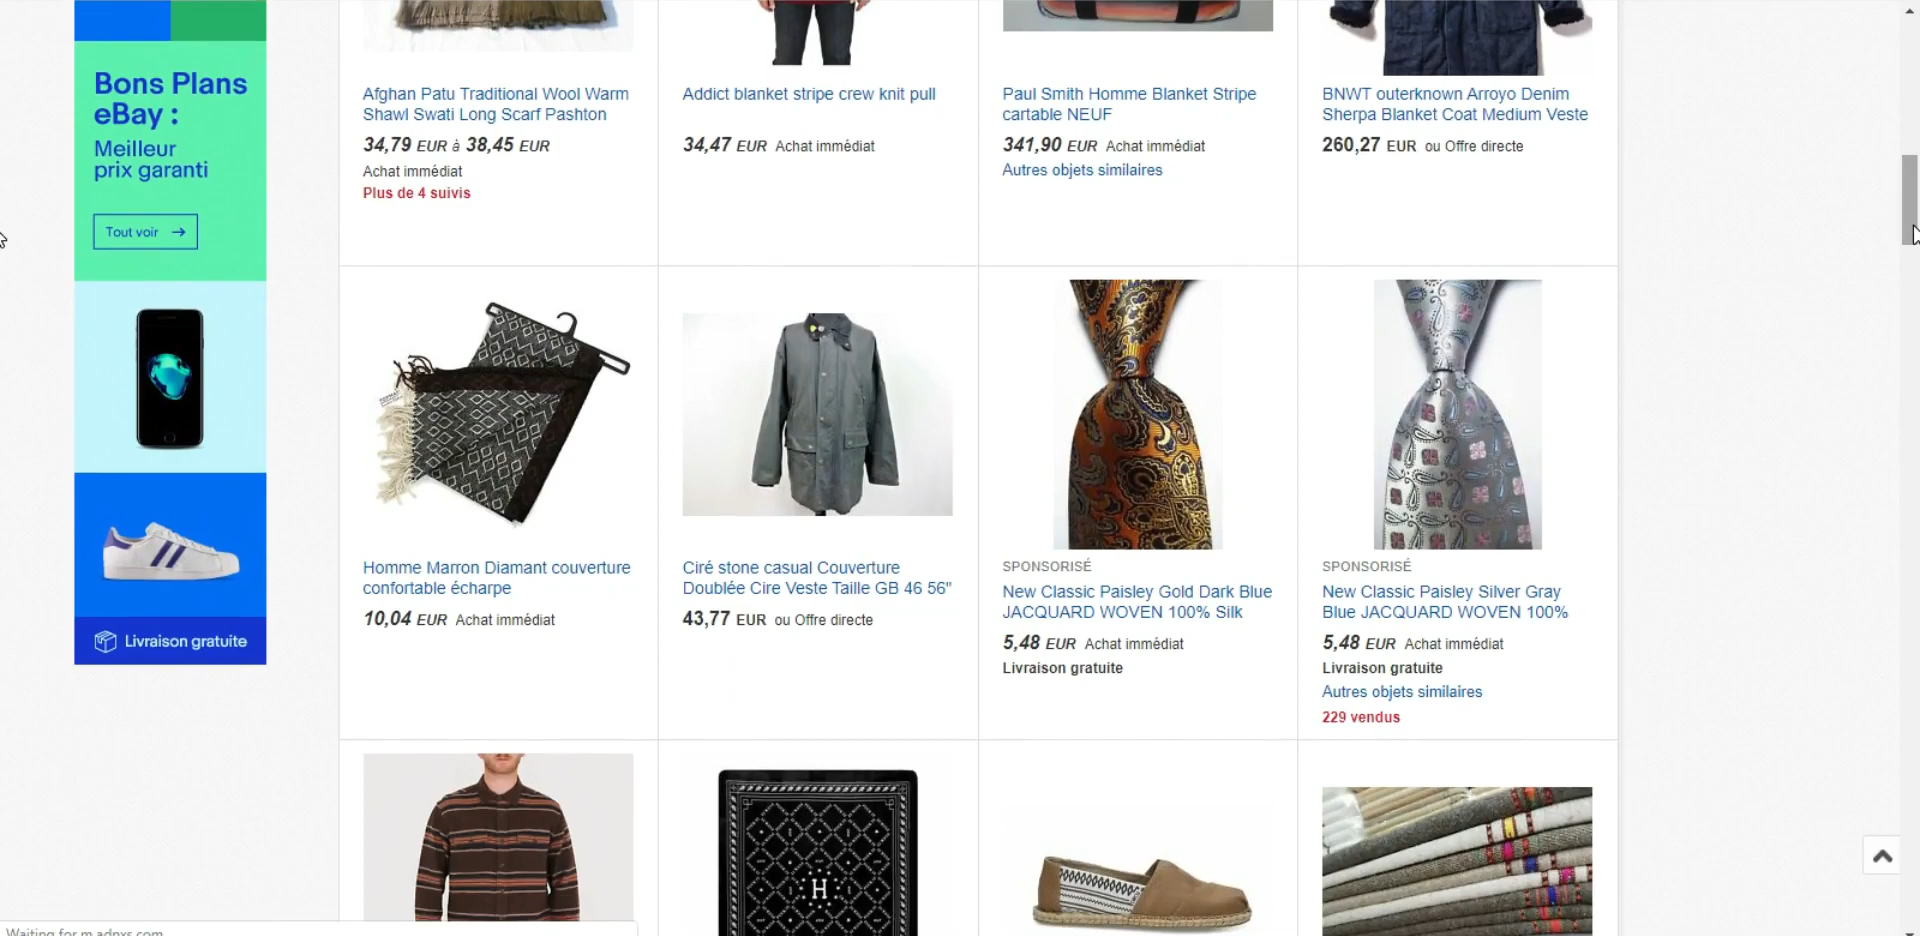 Bons Plans
eBay :
Meilleur
prix garanti
Tout voir →
Livraison gratuite
Afghan Patu Traditional Wool Warm
Shawl Swati Long Scarf Pashton
34,79 EUR à 38,45 EUR
Achat immédiat
Plus de 4 suivis
Addict blanket stripe crew knit pull
34,47 EUR Achat immédiat
Paul Smith Homme Blanket Stripe
cartable NEUF
341,90 EUR Achat immédiat
Autres objets similaires
BNWT outerknown Arroyo Denim
Sherpa Blanket Coat Medium Veste
260,27 EUR ou Offre directe
Homme Marron Diamant couverture
confortable écharpe
10,04 EUR Achat immédiat
Ciré stone casual Couverture
Doublée Cire Veste Taille GB 46 56"
43,77 EUR ou Offre directe
SPONSORISÉ
New Classic Paisley Gold Dark Blue
JACQUARD WOVEN 100% Silk
5,48 EUR Achat immédiat
Livraison gratuite
SPONSORISÉ
New Classic Paisley Silver Gray
Blue JACQUARD WOVEN 100%
5,48 EUR Achat immédiat
Livraison gratuite
Autres objets similaires
229 vendus
H
Waiting for m.adnxs.com